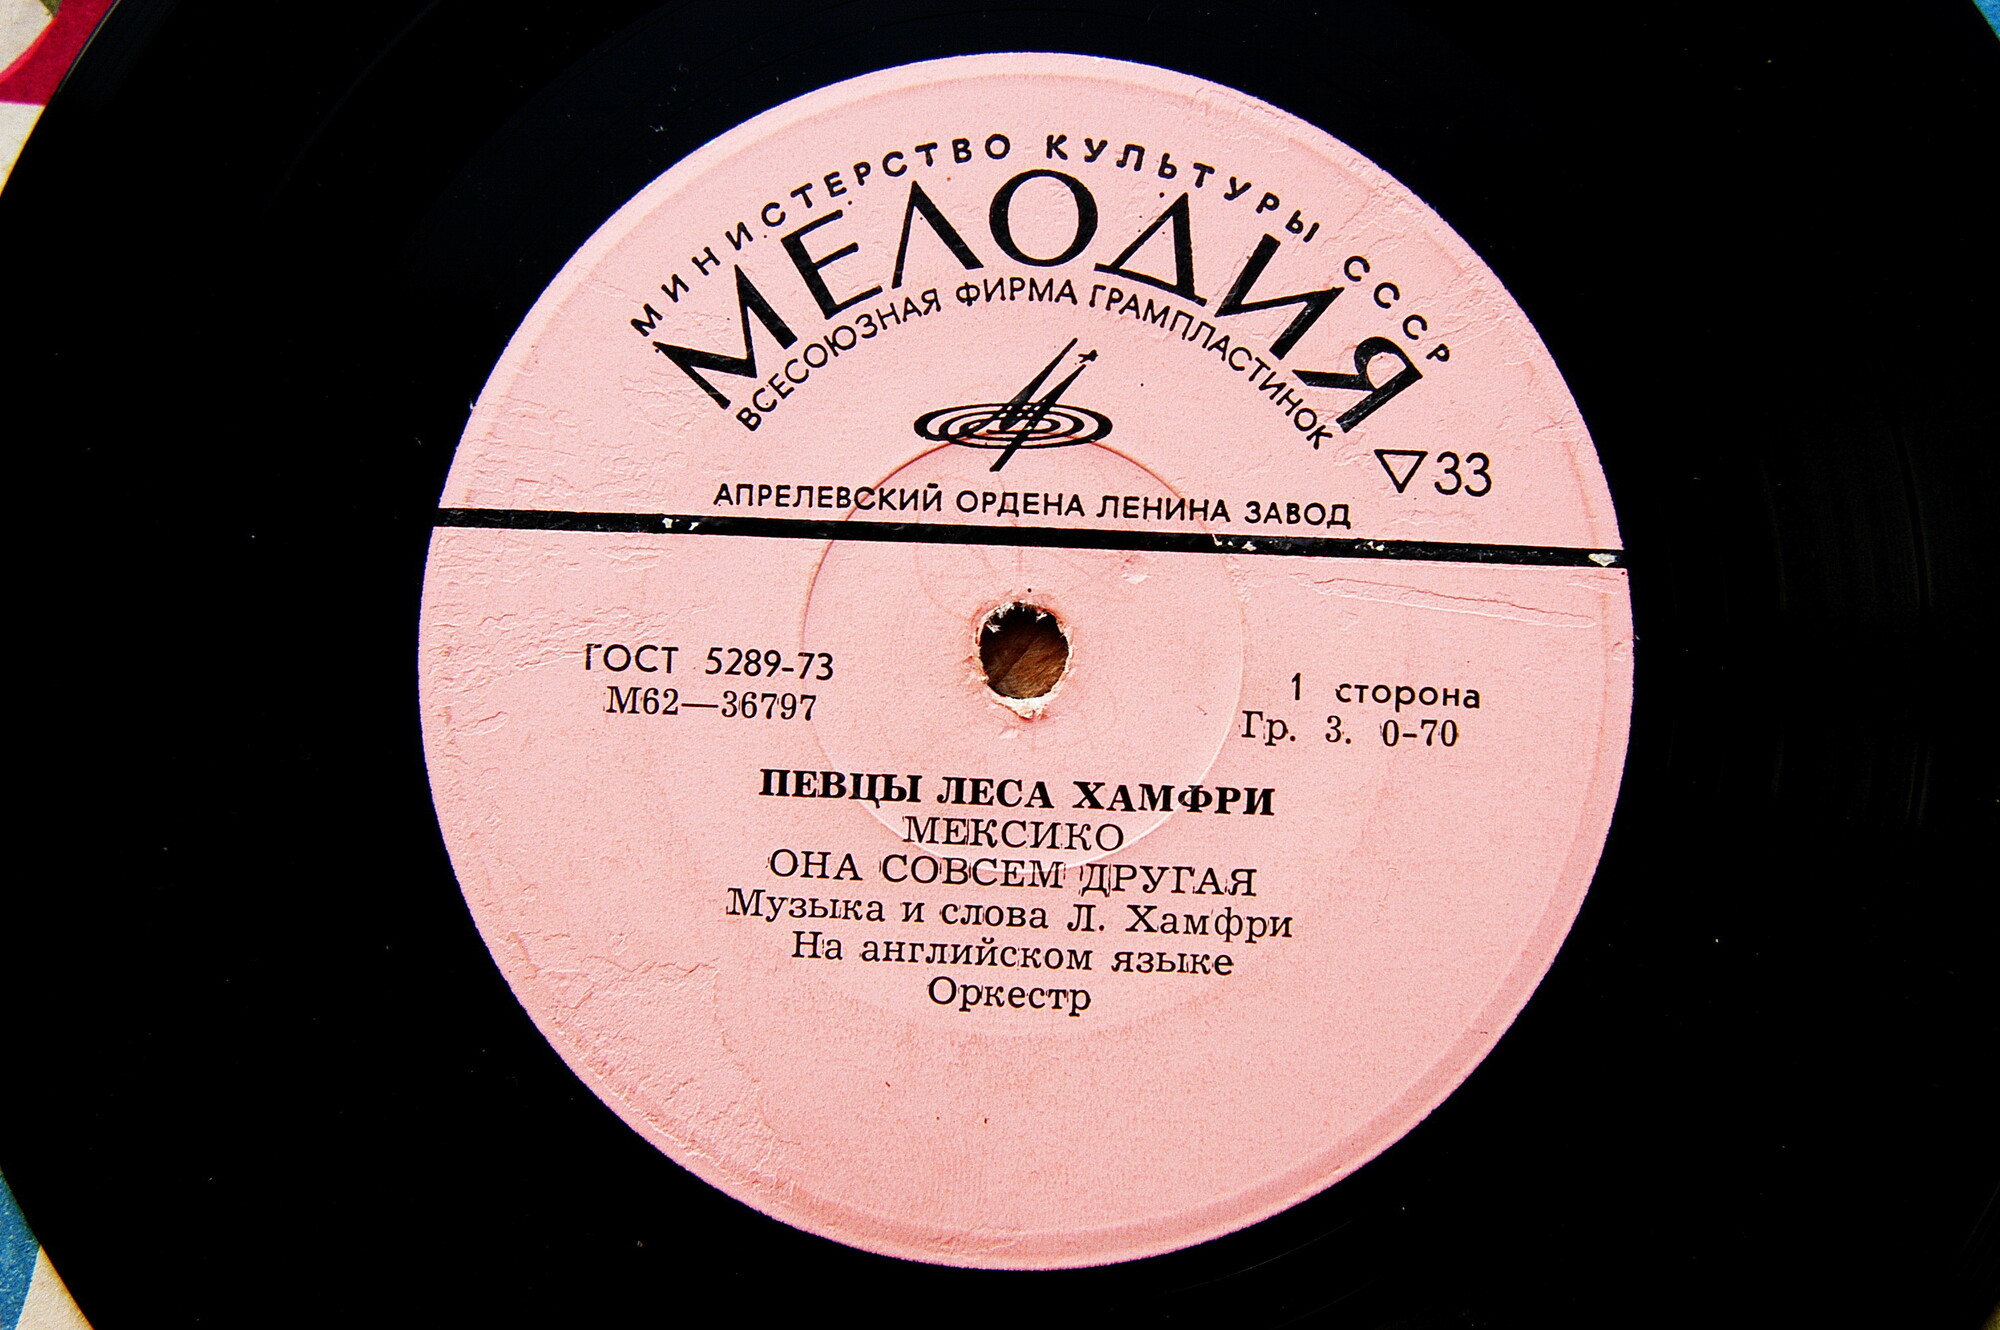 МИНИСТЕРСТВО КУЛЬТУРЫ СССР
МЕЛОДИЯ
ВСЕСОЮЗНАЯ ФИРМА ГРАМПЛАСТИНОК
33
АПРЕЛЕВСКИЙ ОРДЕНА ЛЕНИНА ЗАВОД
ГОСТ 5289-73
М62—36797
1 сторона
Гр. 3. 0-70
ПЕВЦЫ ЛЕСА ХАМФРИ
МЕКСИКО
ОНА СОВСЕМ ДРУГАЯ
Музыка и слова Л. Хамфри
На английском языке
Оркестр